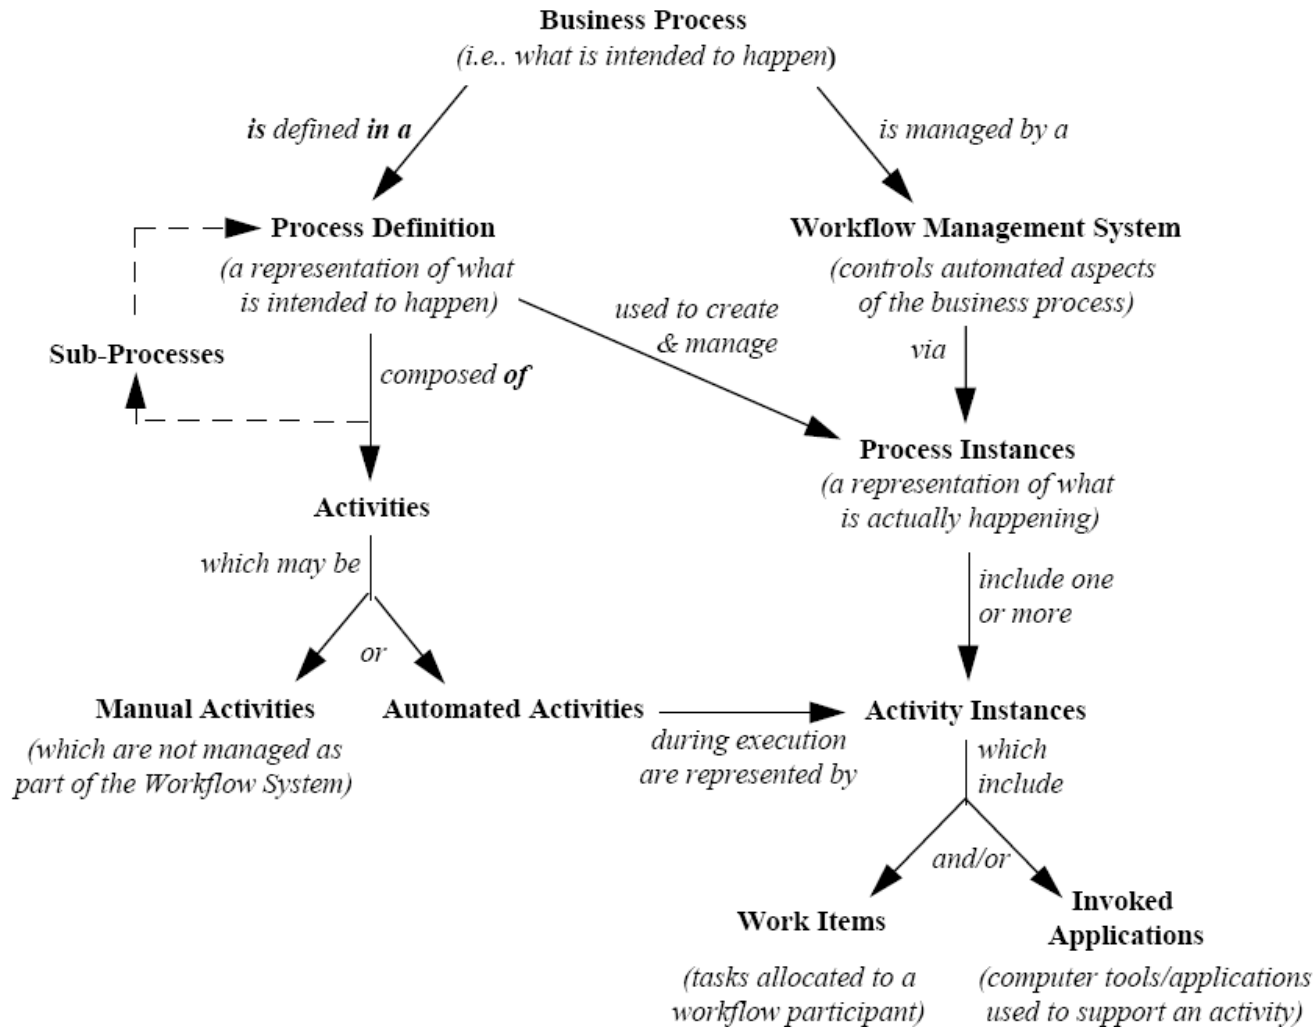 Business Process
(i.e.. what is intended to happen)
is defined in a
is managed by a
Process Definition
(a representation of what
is intended to happen)
Workflow Management System
(controls automated aspects
of the business process)
used to create
& manage
via
Sub-Processes
composed of
Process Instances
(a representation of what
is actually happening)
Activities
which may be
include one
or more
or
Manual Activities
(which are not managed as
part of the Workflow System)
Automated Activities
during execution
are represented by
Activity Instances
which
include
and/or
Work Items
(tasks allocated to a
workflow participant)
Invoked
Applications
(computer tools/applications
used to support an activity)